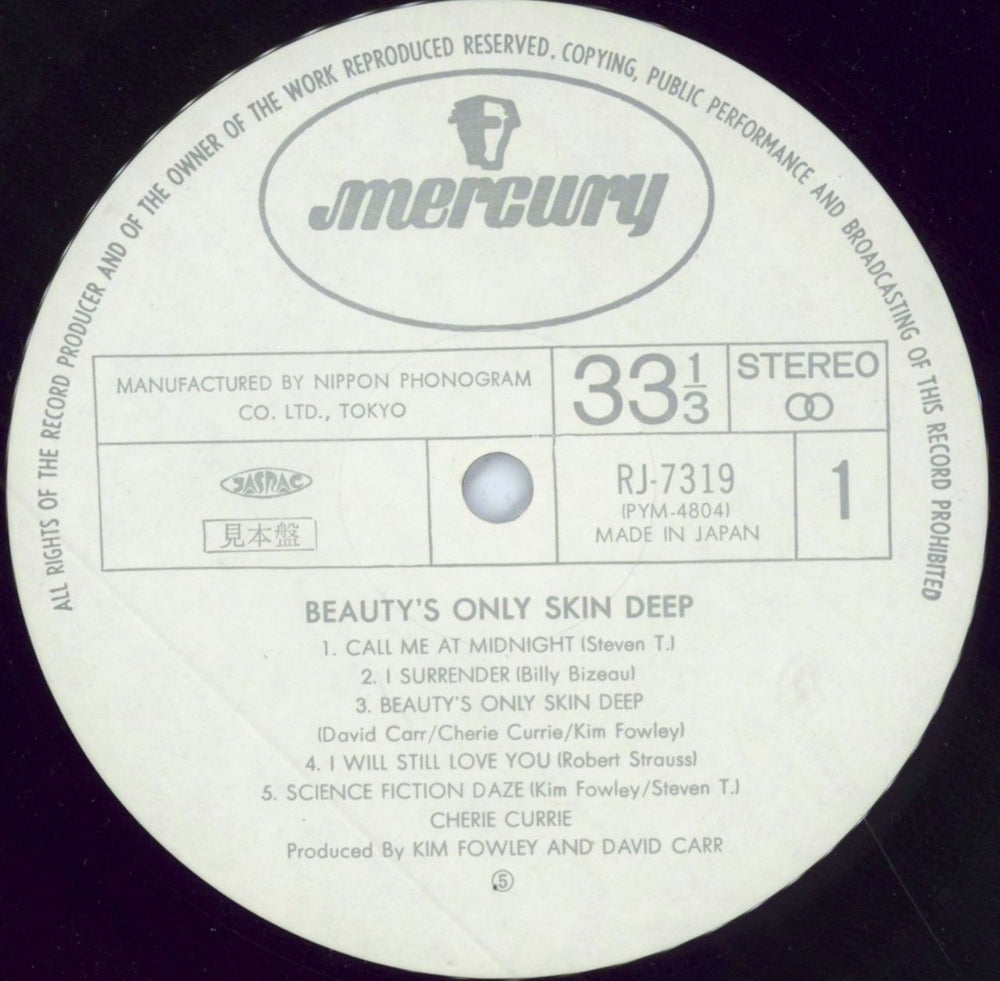 ALL RIGHTS OF THE RECORD PRODUCER AND OF THE OWNER OF THE WORK REPRODUCED RESERVED. COPYING, PUBLIC PERFORMANCE AND BROADCASTING OF THIS RECORD PROHIBITED
mercury
MANUFACTURED BY NIPPON PHONOGRAM
CO. LTD., TOKYO
33 1/3
STEREO
JASRAC
見本盤
RJ-7319
(PYM-4804)
MADE IN JAPAN
1
BEAUTY'S ONLY SKIN DEEP
1. CALL ME AT MIDNIGHT (Steven T.)
2. I SURRENDER (Billy Bizeau)
3. BEAUTY'S ONLY SKIN DEEP
(David Carr/Cherie Currie/Kim Fowley)
4. I WILL STILL LOVE YOU (Robert Strauss)
5. SCIENCE FICTION DAZE (Kim Fowley/Steven T.)
CHERIE CURRIE
Produced By KIM FOWLEY AND DAVID CARR
⑤